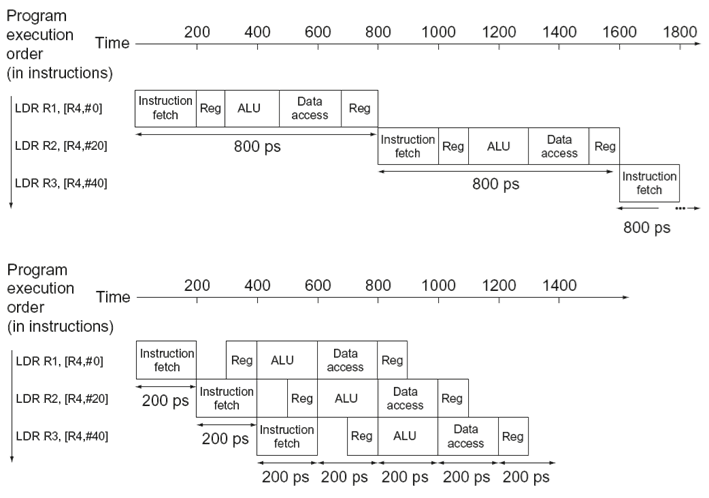 Program
execution
order
(in instructions)
Time
200 400 600 800 1000 1200 1400 1600 1800
LDR R1, [R4,#0]
Instruction
fetch
Reg
ALU
Data
access
Reg
800 ps
LDR R2, [R4,#20]
Instruction
fetch
Reg
ALU
Data
access
Reg
800 ps
LDR R3, [R4,#40]
Instruction
fetch
...
800 ps
Program
execution
order
(in instructions)
Time
200 400 600 800 1000 1200 1400
LDR R1, [R4,#0]
Instruction
fetch
Reg
ALU
Data
access
Reg
200 ps
LDR R2, [R4,#20]
Instruction
fetch
Reg
ALU
Data
access
Reg
200 ps
LDR R3, [R4,#40]
Instruction
fetch
Reg
ALU
Data
access
Reg
200 ps 200 ps 200 ps 200 ps 200 ps